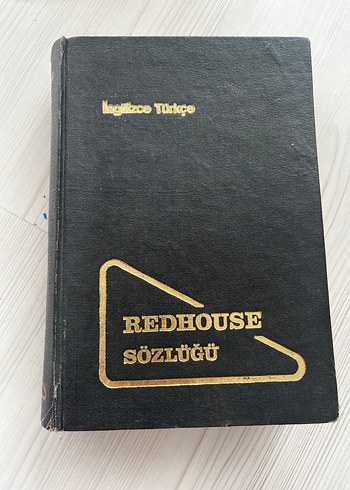 İngilizce Türkçe
REDHOUSE
SÖZLÜĞÜ